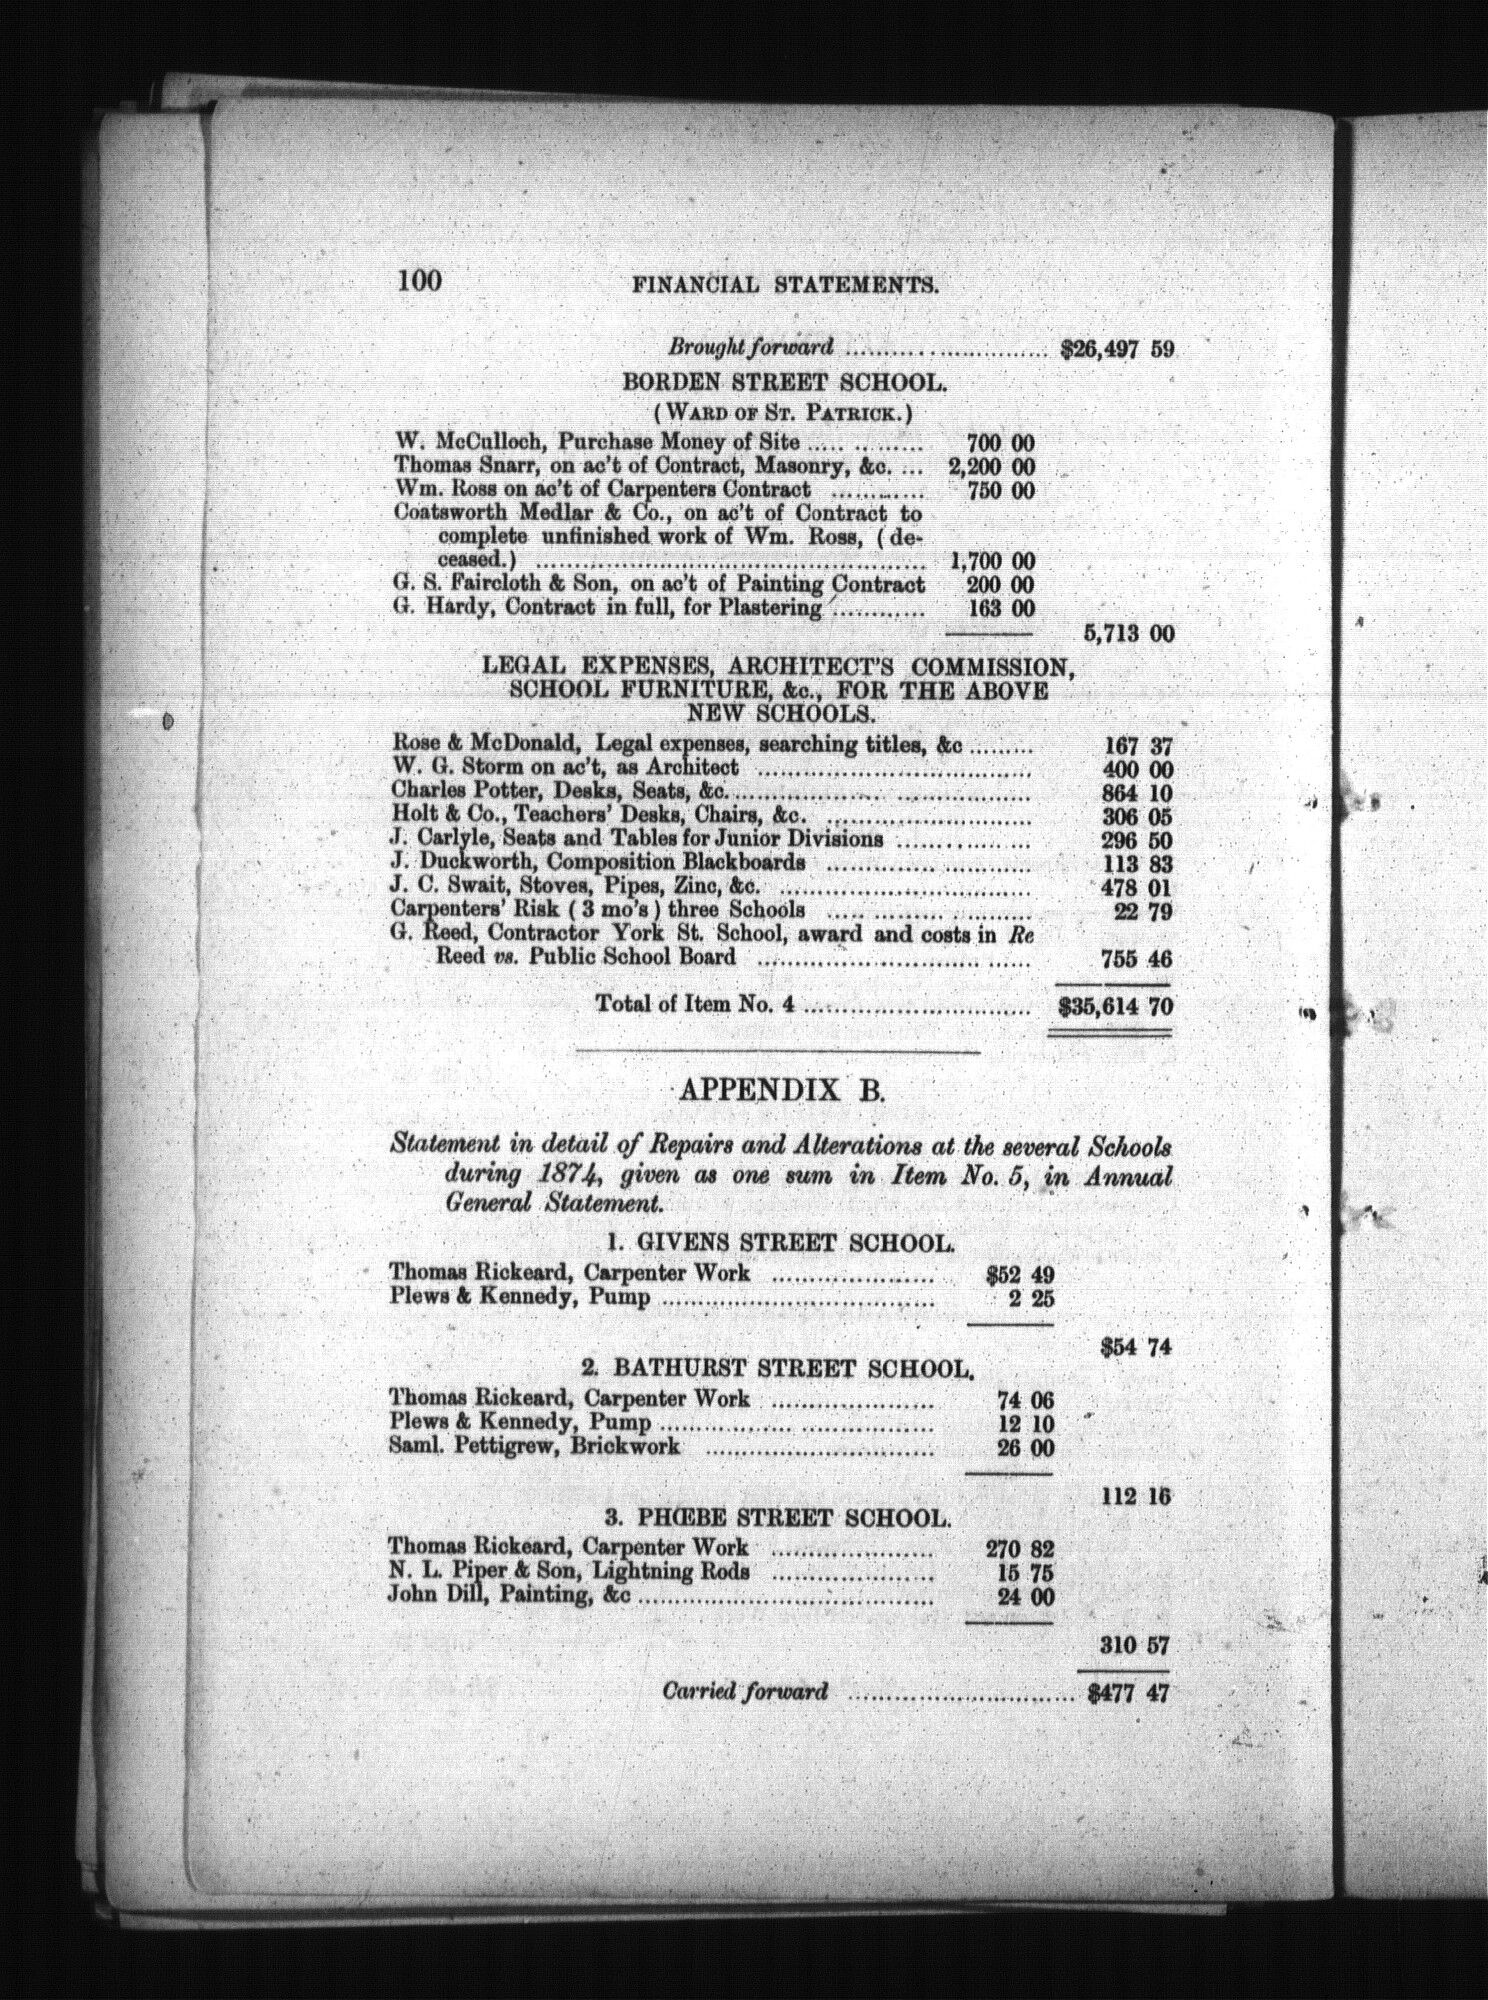 100
FINANCIAL STATEMENTS.
Brought forward .............................. $26,497 59
BORDEN STREET SCHOOL.
(WARD OF ST. PATRICK.)
W. McCulloch, Purchase Money of Site ..... .. ....... 700 00
Thomas Snarr, on ac't of Contract, Masonry, &c. ... 2,200 00
Wm. Ross on ac't of Carpenters Contract ............ 750 00
Coatsworth Medlar & Co., on ac't of Contract to
complete unfinished work of Wm. Ross, (de-
ceased.) .................................................. 1,700 00
G. S. Faircloth & Son, on ac't of Painting Contract 200 00
G. Hardy, Contract in full, for Plastering ............ 163 00
5,713 00
LEGAL EXPENSES, ARCHITECT'S COMMISSION,
SCHOOL FURNITURE, &c., FOR THE ABOVE
NEW SCHOOLS.
Rose & McDonald, Legal expenses, searching titles, &c ......... 167 37
W. G. Storm on ac't, as Architect .................................... 400 00
Charles Potter, Desks, Seats, &c. .................... .................. 864 10
Holt & Co., Teachers' Desks, Chairs, &c. ........................... 306 05
J. Carlyle, Seats and Tables for Junior Divisions ................. 296 50
J. Duckworth, Composition Blackboards .............. ........... 113 83
J. C. Swait, Stoves, Pipes, Zinc, &c. ................................. 478 01
Carpenters' Risk (3 mo's) three Schools ..... ......... . ......... 22 79
G. Reed, Contractor York St. School, award and costs in Re
Reed vs. Public School Board ............................. ...... 755 46
Total of Item No. 4 .............................. $35,614 70
APPENDIX B.
Statement in detail of Repairs and Alterations at the several Schools
during 1874, given as one sum in Item No. 5, in Annual
General Statement.
1. GIVENS STREET SCHOOL.
Thomas Rickeard, Carpenter Work ..................... $52 49
Plews & Kennedy, Pump ................................... 2 25
$54 74
2. BATHURST STREET SCHOOL.
Thomas Rickeard, Carpenter Work ..................... 74 06
Plews & Kennedy, Pump ................. ................. 12 10
Saml. Pettigrew, Brickwork .............................. 26 00
112 16
3. PHŒBE STREET SCHOOL.
Thomas Rickeard, Carpenter Work ..................... 270 82
N. L. Piper & Son, Lightning Rods ..................... 15 75
John Dill, Painting, &c ...................................... 24 00
310 57
Carried forward .............................. $477 47